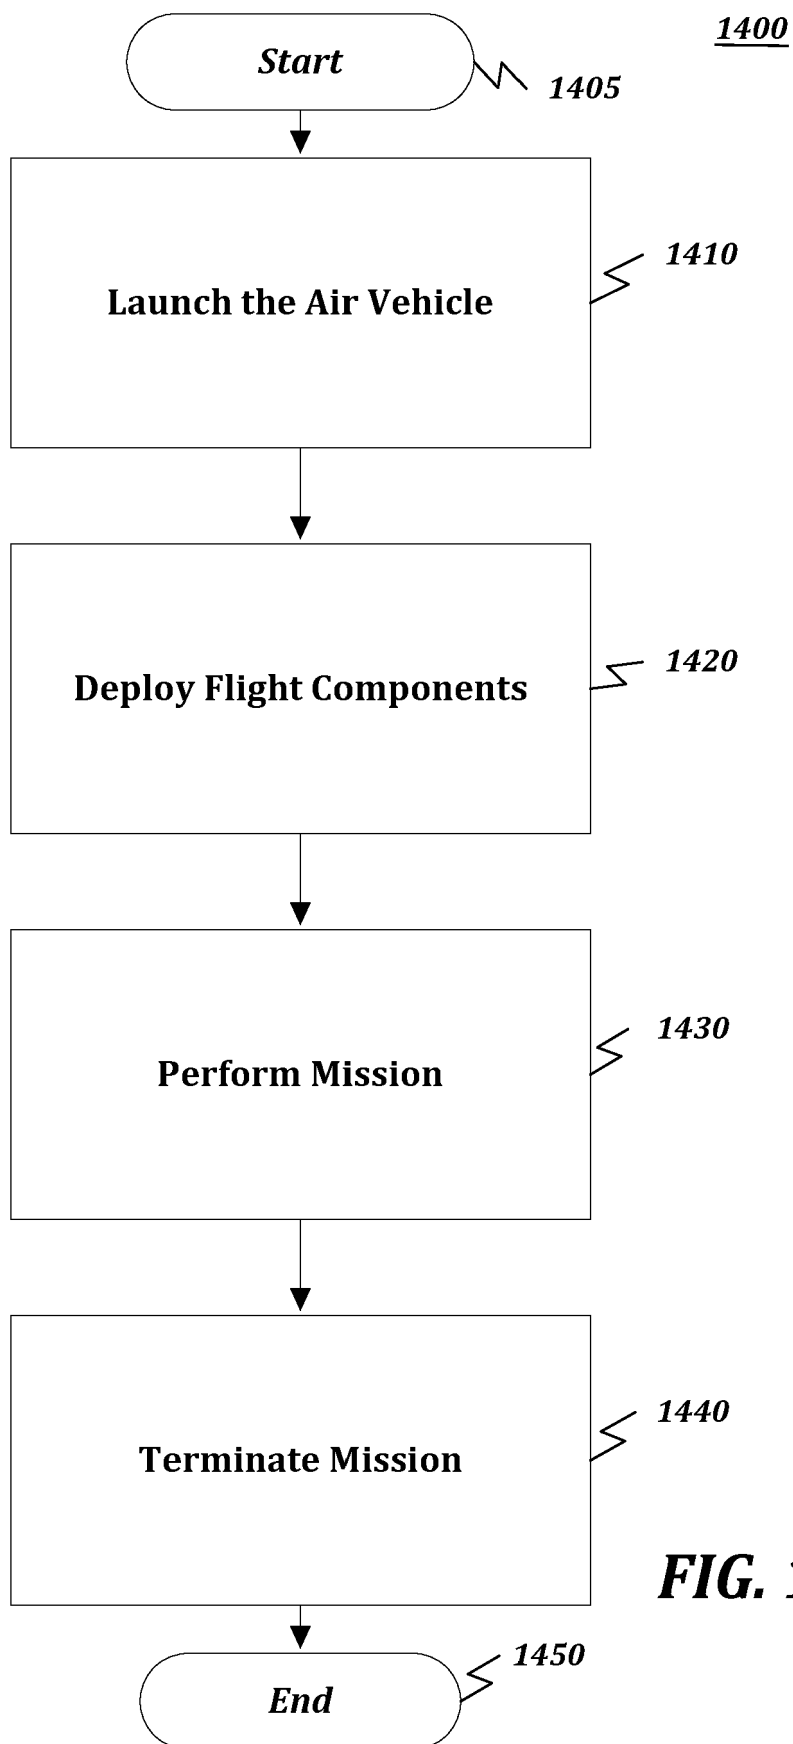 1400
Start
1405
Launch the Air Vehicle
1410
Deploy Flight Components
1420
Perform Mission
1430
Terminate Mission
1440
FIG.
End
1450